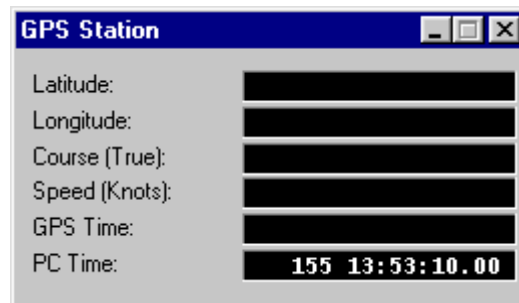 GPS Station
Latitude:
Longitude:
Course (True):
Speed (Knots):
GPS Time:
PC Time: 155 13:53:10.00